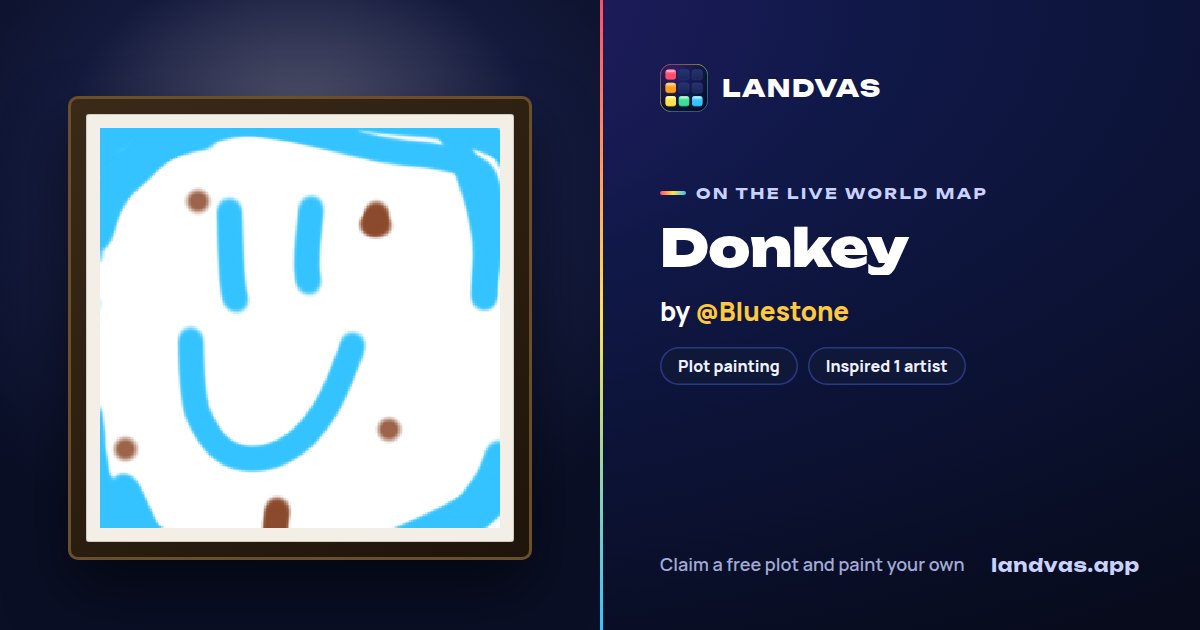 LANDVAS
ON THE LIVE WORLD MAP
Donkey
by @Bluestone
Plot painting
Inspired 1 artist
Claim a free plot and paint your own
landvas.app